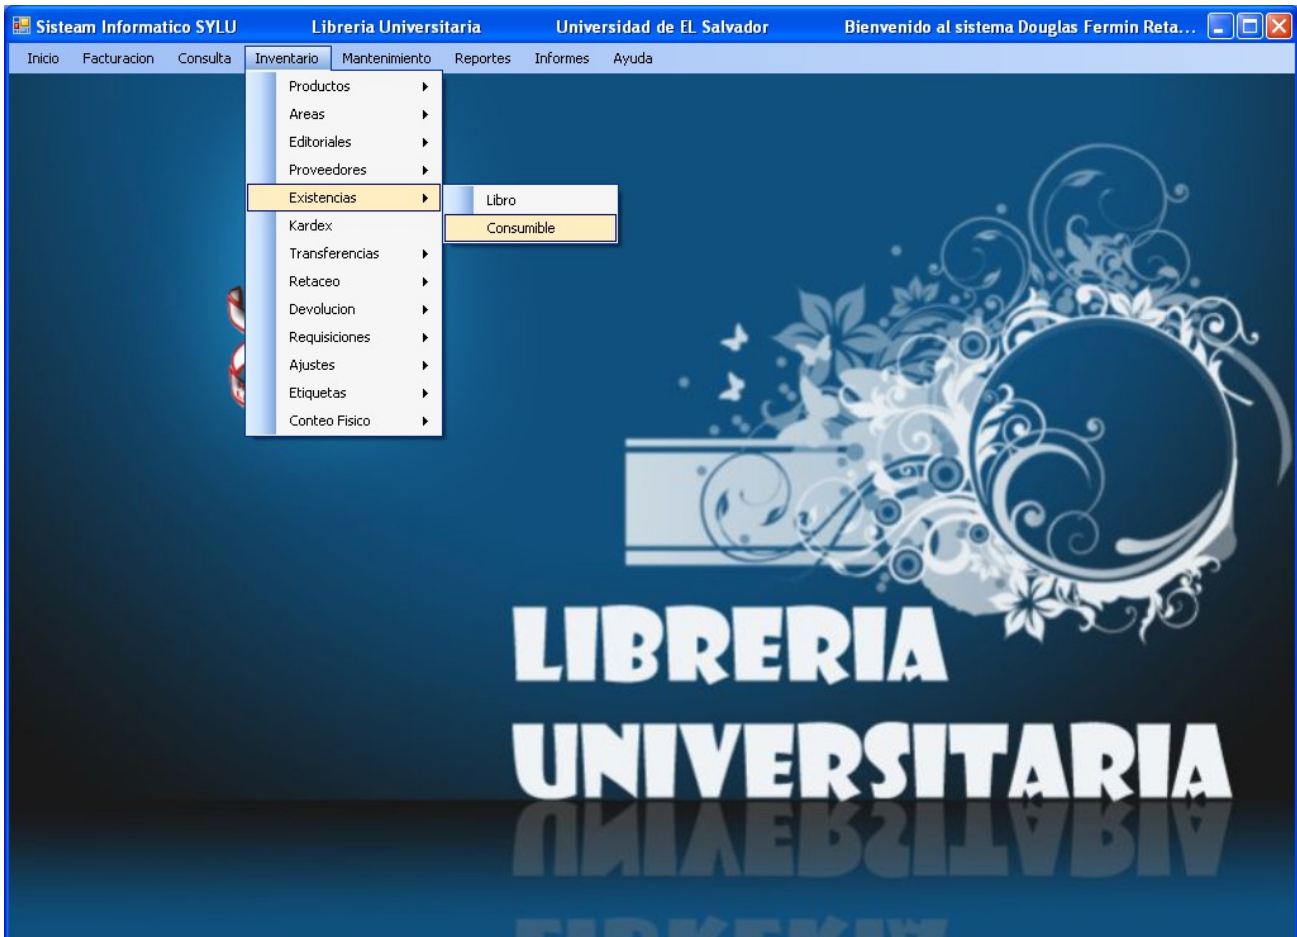 Sisteam Informatico SYLU Libreria Universitaria Universidad de EL Salvador Bienvenido al sistema Douglas Fermin Reta...
Inicio Facturacion Consulta Inventario Mantenimiento Reportes Informes Ayuda
Productos
Areas
Editoriales
Proveedores
Existencias
Libro
Consumible
Kardex
Transferencias
Retaceo
Devolucion
Requisiciones
Ajustes
Etiquetas
Conteo Fisico
LIBRERIA
UNIVERSITARIA